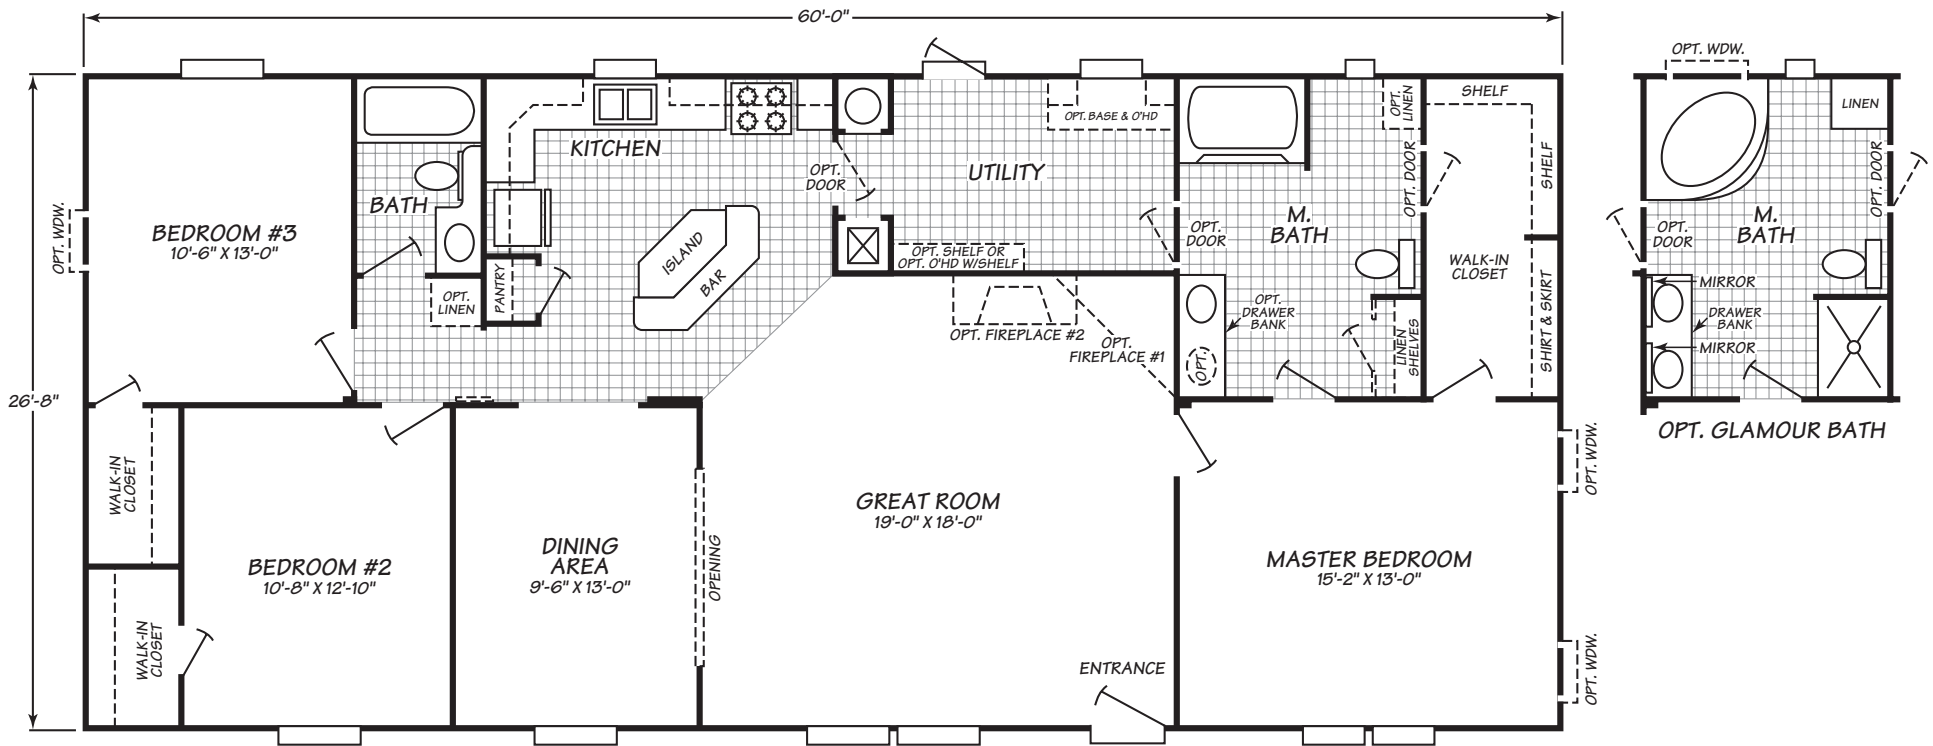 60'-0"
26'-8"
OPT. WDW.
BEDROOM #3
10'-6" X 13'-0"
BATH
OPT.
LINEN
KITCHEN
PANTRY
ISLAND
BAR
OPT.
DOOR
UTILITY
OPT. BASE & O'HD
OPT. SHELF OR
OPT. O'HD W/SHELF
OPT. FIREPLACE #2
OPT.
FIREPLACE #1
M.
BATH
OPT.
DOOR
OPT.
LINEN
OPT. DOOR
OPT.
DRAWER
BANK
OPT.
LINEN
SHELVES
SHELF
SHELF
WALK-IN
CLOSET
SHIRT & SKIRT
WALK-IN
CLOSET
WALK-IN
CLOSET
BEDROOM #2
10'-8" X 12'-10"
DINING
AREA
9'-6" X 13'-0"
OPENING
GREAT ROOM
19'-0" X 18'-0"
ENTRANCE
MASTER BEDROOM
15'-2" X 13'-0"
OPT. WDW.
OPT. WDW.
OPT. WDW.
LINEN
OPT. DOOR
M.
BATH
OPT.
DOOR
MIRROR
DRAWER
BANK
MIRROR
OPT. GLAMOUR BATH